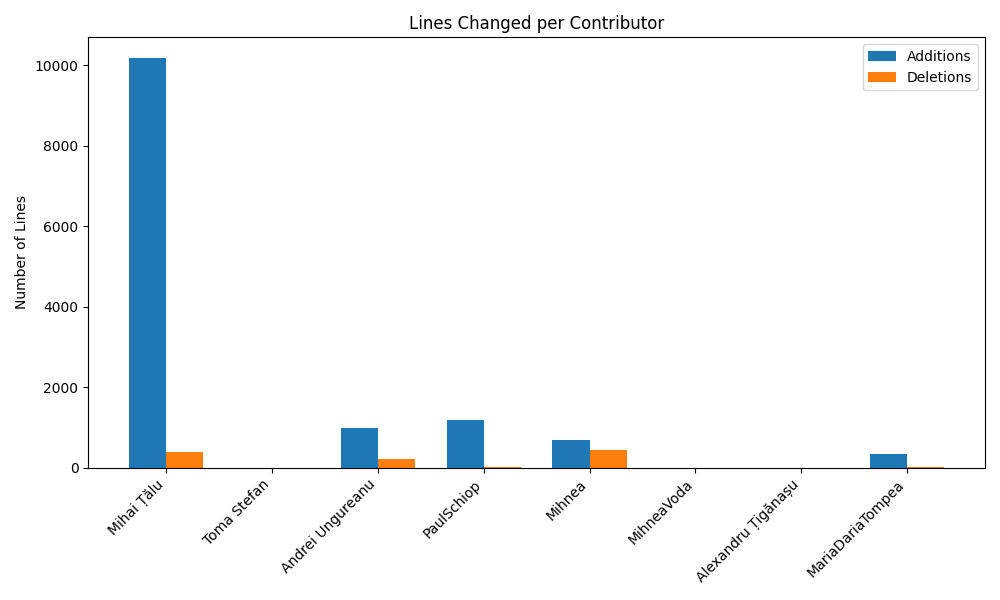 Lines Changed per Contributor
Additions
Deletions
Number of Lines
10000
8000
6000
4000
2000
0
Mihai Țălu
Toma Stefan
Andrei Ungureanu
PaulSchiop
Mihnea
MihneaVoda
Alexandru Țigănașu
MariaDariaTompea